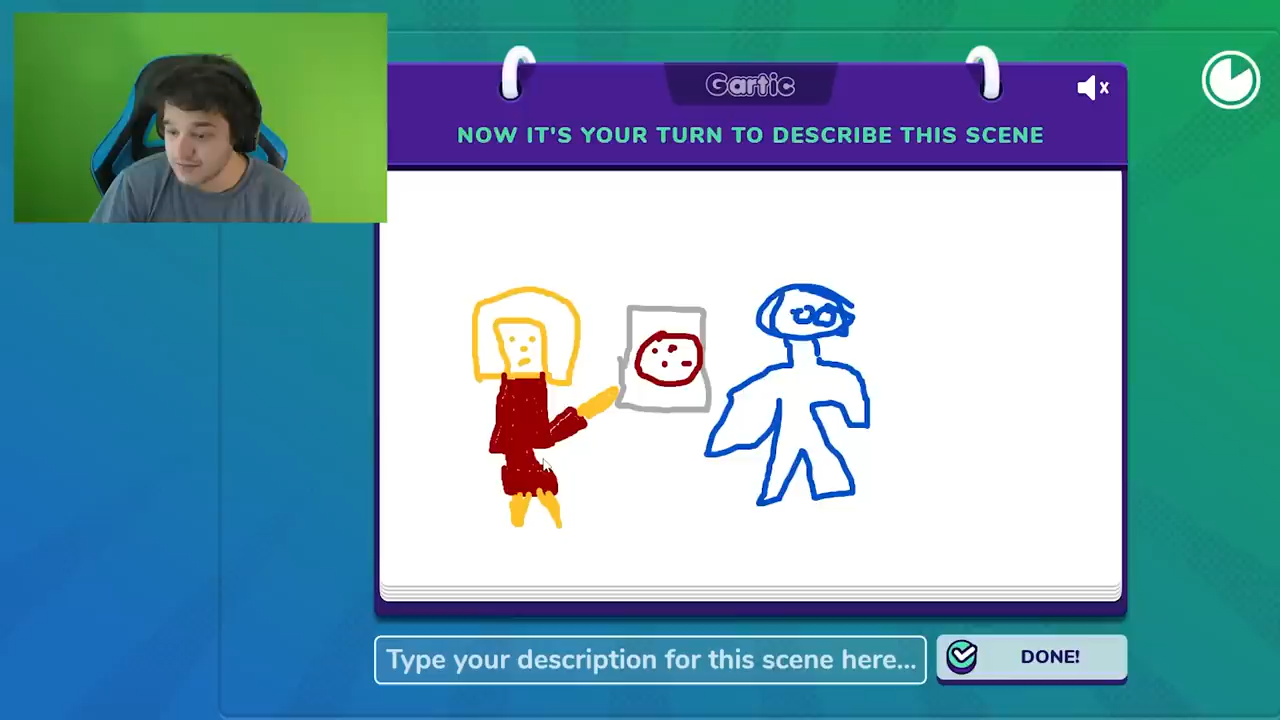 Gartic
NOW IT'S YOUR TURN TO DESCRIBE THIS SCENE
Type your description for this scene here...
DONE!